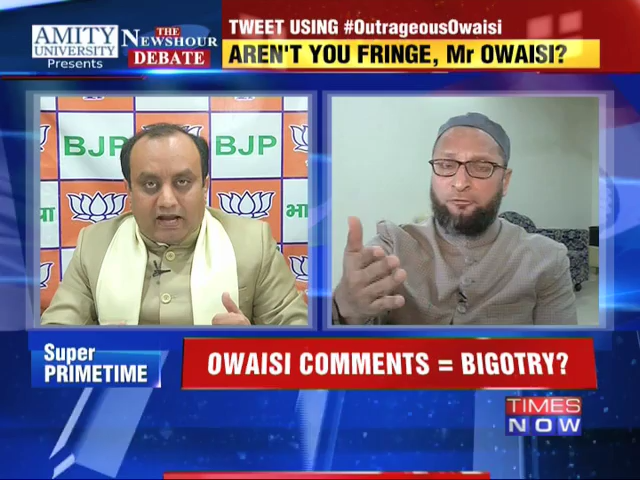 AMITY
UNIVERSITY
Presents
THE
NEWSHOUR
DEBATE
TWEET USING #OutrageousOwaisi
AREN'T YOU FRINGE, Mr OWAISI?
BJP
BJP
भा
Super
PRIMETIME
OWAISI COMMENTS = BIGOTRY?
TIMES
NOW